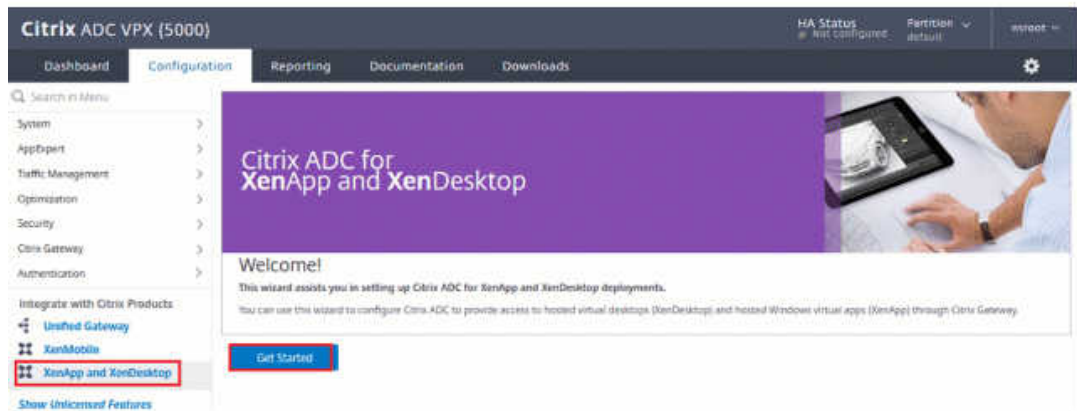 Citrix ADC VPX (5000)
HA Status
Not configured
Partition
default
nsroot
Dashboard
Configuration
Reporting
Documentation
Downloads
Search in Menu
System
AppExpert
Traffic Management
Optimization
Security
Citrix Gateway
Authentication
Integrate with Citrix Products
Unified Gateway
XenMobile
XenApp and XenDesktop
Show Unlicensed Features
Citrix ADC for
XenApp and XenDesktop
Welcome!
This wizard assists you in setting up Citrix ADC for XenApp and XenDesktop deployments.
You can use this wizard to configure Citrix ADC to provide access to hosted virtual desktops (XenDesktop) and hosted Windows virtual apps (XenApp) through Citrix Gateway.
Get Started